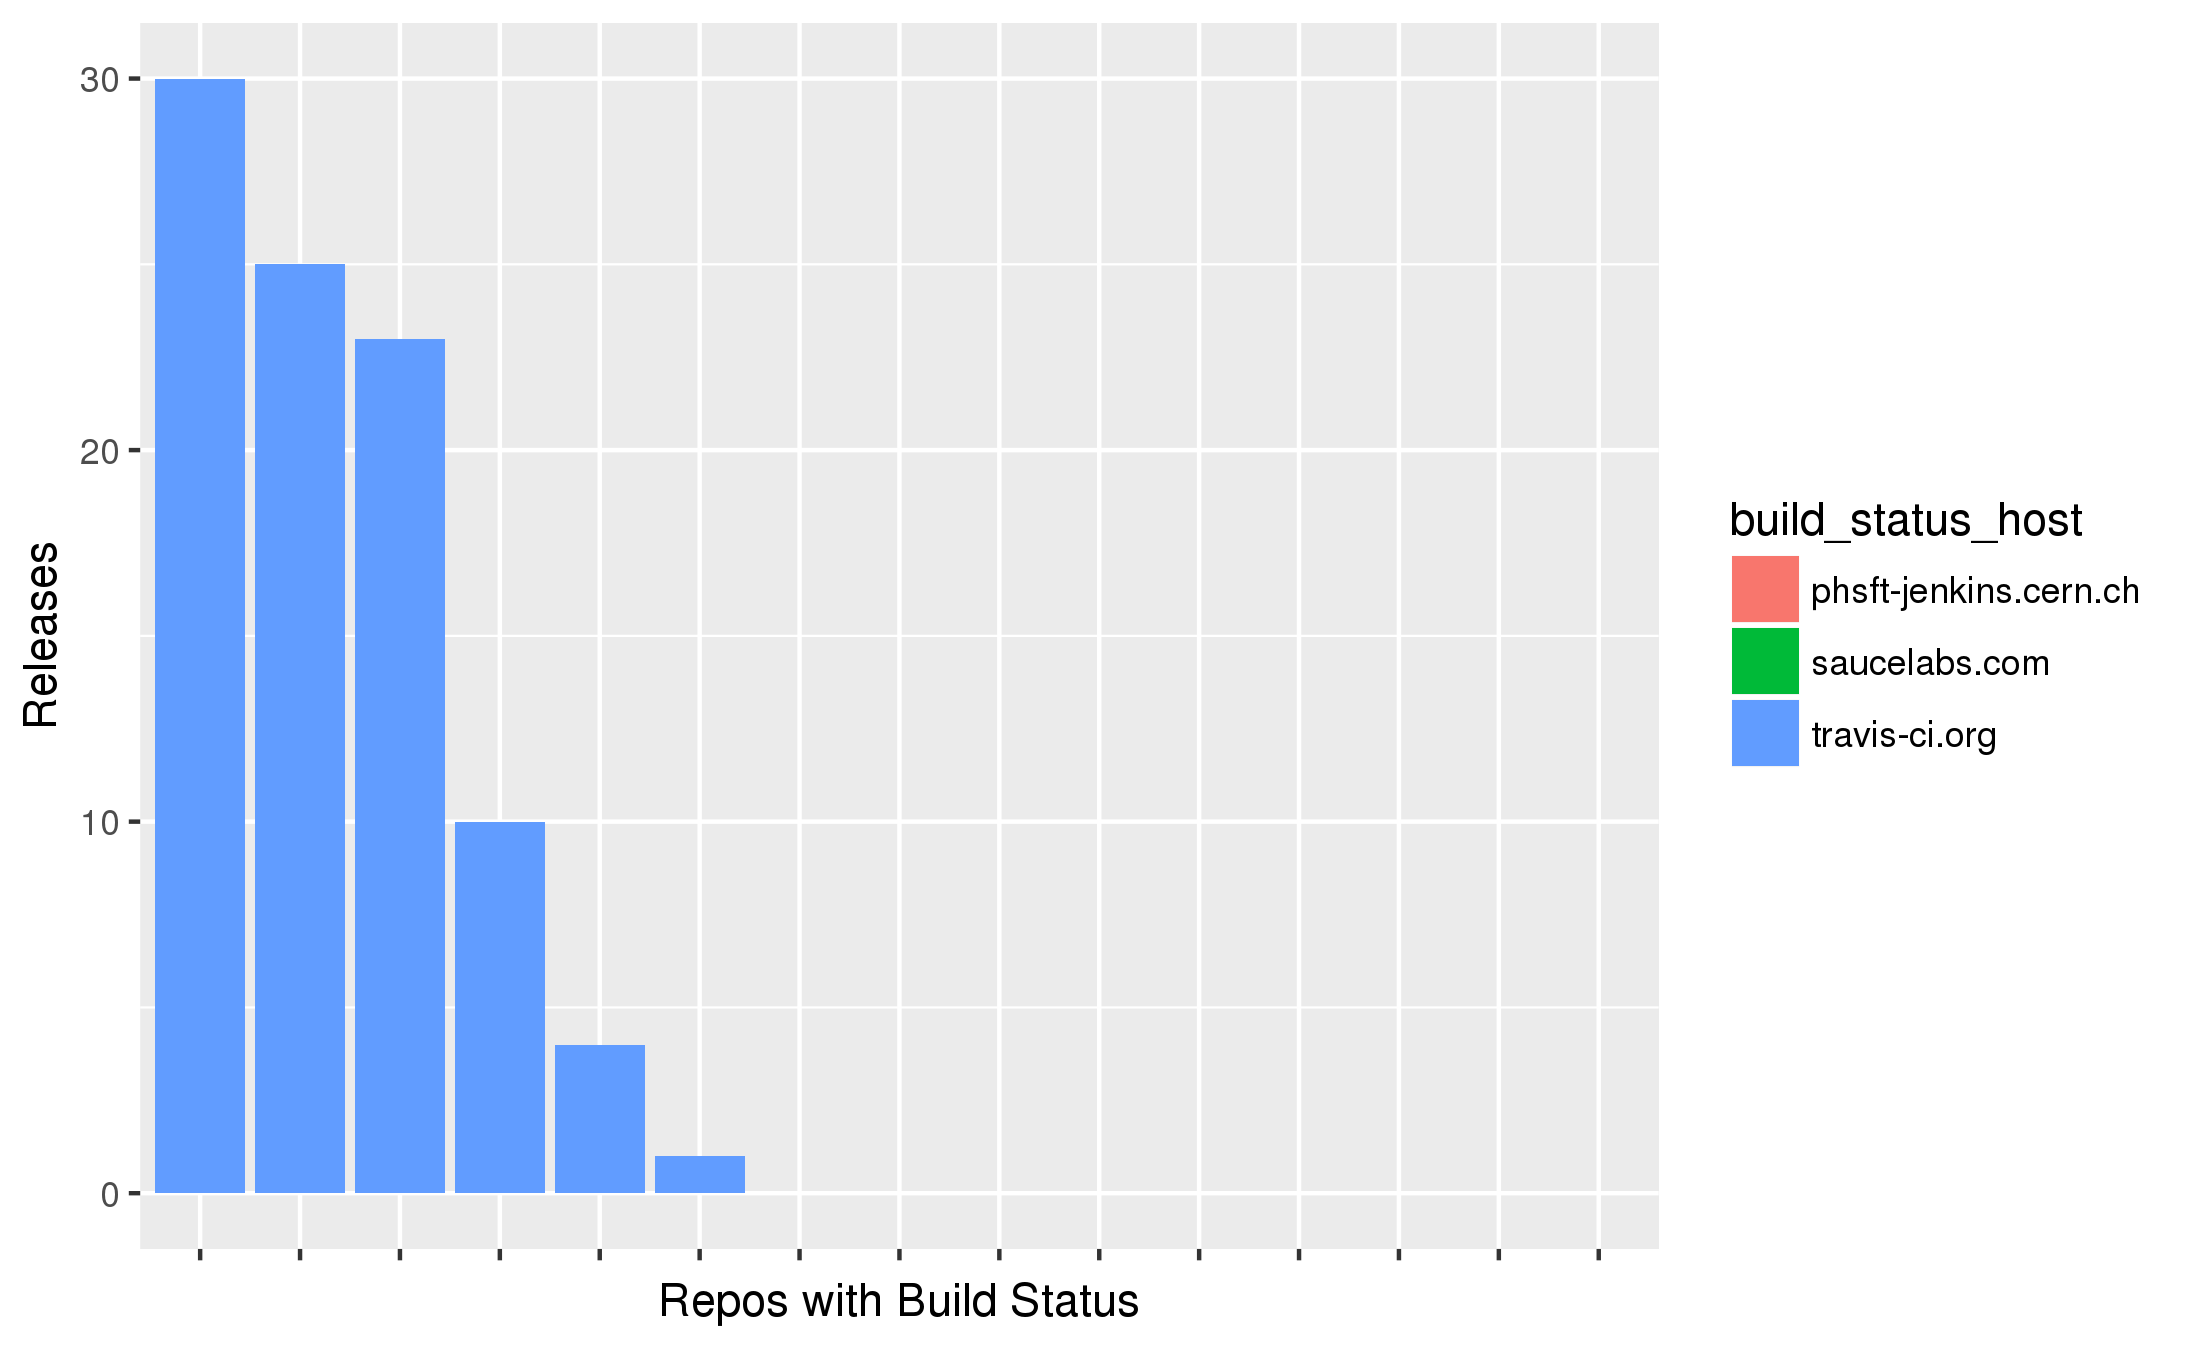 30
20
10
0
Releases
Repos with Build Status
build_status_host
phsft-jenkins.cern.ch
saucelabs.com
travis-ci.org